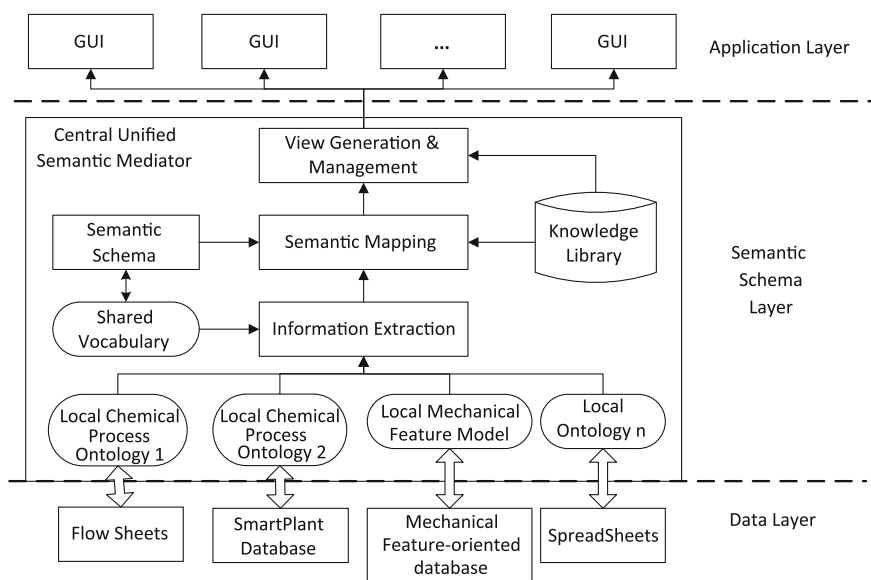 GUI
GUI
...
GUI
Application Layer
Central Unified
Semantic Mediator
View Generation &
Management
Semantic
Schema
Semantic Mapping
Knowledge
Library
Semantic
Schema
Layer
Shared
Vocabulary
Information Extraction
Local Chemical
Process
Ontology 1
Local Chemical
Process
Ontology 2
Local Mechanical
Feature Model
Local
Ontology n
Flow Sheets
SmartPlant
Database
Mechanical
Feature-oriented
database
SpreadSheets
Data Layer